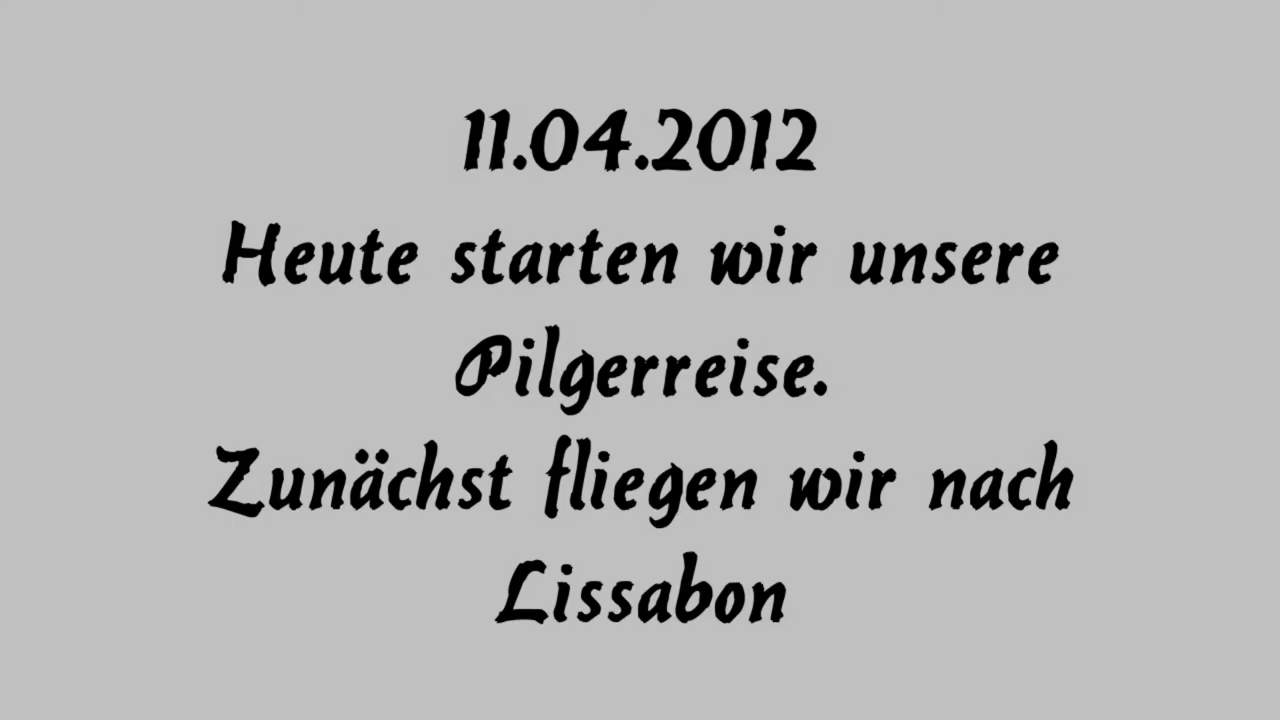 11.04.2012
Heute starten wir unsere
Pilgerreise.
Zunächst fliegen wir nach
Lissabon